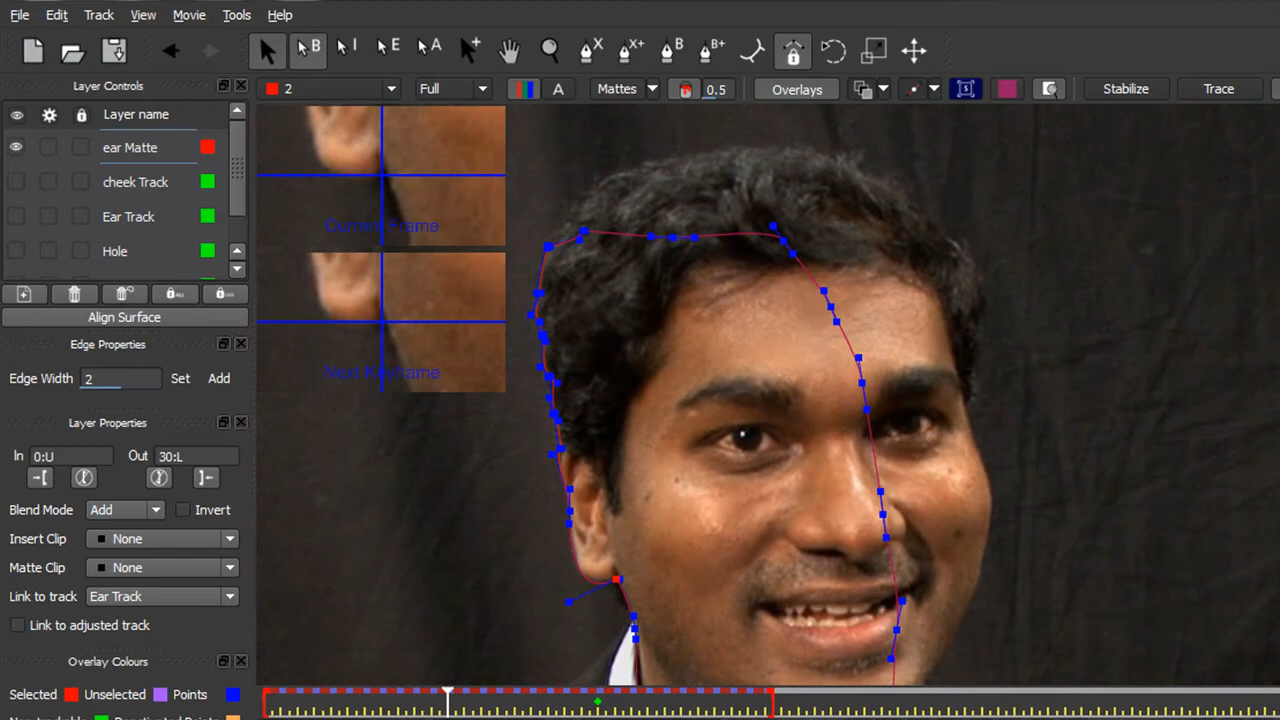 File Edit Track View Movie Tools Help
B I E A X X+ B B+
Layer Controls
2 Full A Mattes 0.5 Overlays Stabilize Trace
Layer name
ear Matte
cheek Track
Ear Track
Hole
ALL
Align Surface
Edge Properties
Edge Width 2 Set Add
Layer Properties
In 0:U Out 30:L
Blend Mode Add Invert
Insert Clip None
Matte Clip None
Link to track Ear Track
Link to adjusted track
Overlay Colours
Selected Unselected Points
Current Frame
Next Keyframe